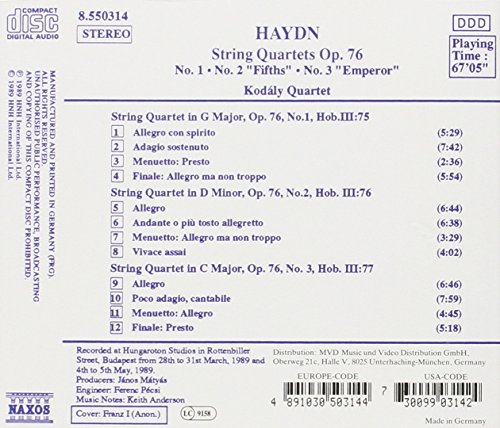 COMPACT
disc
DIGITAL AUDIO
8.550314
STEREO
HAYDN
String Quartets Op. 76
No. 1 • No. 2 "Fifths" • No. 3 "Emperor"
Kodály Quartet
DDD
Playing
Time :
67'05"
String Quartet in G Major, Op. 76, No.1, Hob.III:75
1 Allegro con spirito (5:29)
2 Adagio sostenuto (7:42)
3 Menuetto: Presto (2:36)
4 Finale: Allegro ma non troppo (5:54)
String Quartet in D Minor, Op. 76, No.2, Hob. III:76
5 Allegro (6:44)
6 Andante o più tosto allegretto (6:38)
7 Menuetto: Allegro ma non troppo (3:29)
8 Vivace assai (4:02)
String Quartet in C Major, Op. 76, No. 3, Hob. III:77
9 Allegro (6:46)
10 Poco adagio, cantabile (7:59)
11 Menuetto: Allegro (4:45)
12 Finale: Presto (5:18)
MANUFACTURED AND PRINTED IN GERMANY (FRG).
ALL RIGHTS RESERVED.
UNAUTHORISED PUBLIC PERFORMANCE, BROADCASTING
AND COPYING OF THIS COMPACT DISC PROHIBITED.
℗ 1989 HNH International Ltd.
© 1989 HNH International Ltd.
Recorded at Hungaroton Studios in Rottenbiller
Street, Budapest from 28th to 31st March, 1989 and
4th to 5th May, 1989.
Producers: János Mátyás
Engineer: Ferenc Pécsi
Music Notes: Keith Anderson
Cover: Franz I (Anon.)
LC 9158
NAXOS
Distribution: MVD Music und Video Distribution GmbH,
Oberweg 21c, Halle V, 8025 Unterhaching-München, Germany
EUROPE-CODE
USA-CODE
4 891030 503144
7 30099 03142
Made in Germany